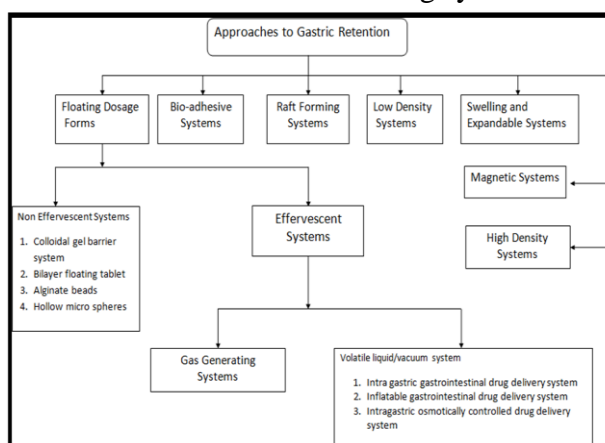 Approaches to Gastric Retention
Floating Dosage
Forms
Bio-adhesive
Systems
Raft Forming
Systems
Low Density
Systems
Swelling and
Expandable Systems
Magnetic Systems
High Density
Systems
Non Effervescent Systems
1. Colloidal gel barrier
system
2. Bilayer floating tablet
3. Alginate beads
4. Hollow micro spheres
Effervescent
Systems
Gas Generating
Systems
Volatile liquid/vacuum system
1. Intra gastric gastrointestinal drug delivery system
2. Inflatable gastrointestinal drug delivery system
3. Intragastric osmotically controlled drug delivery
system